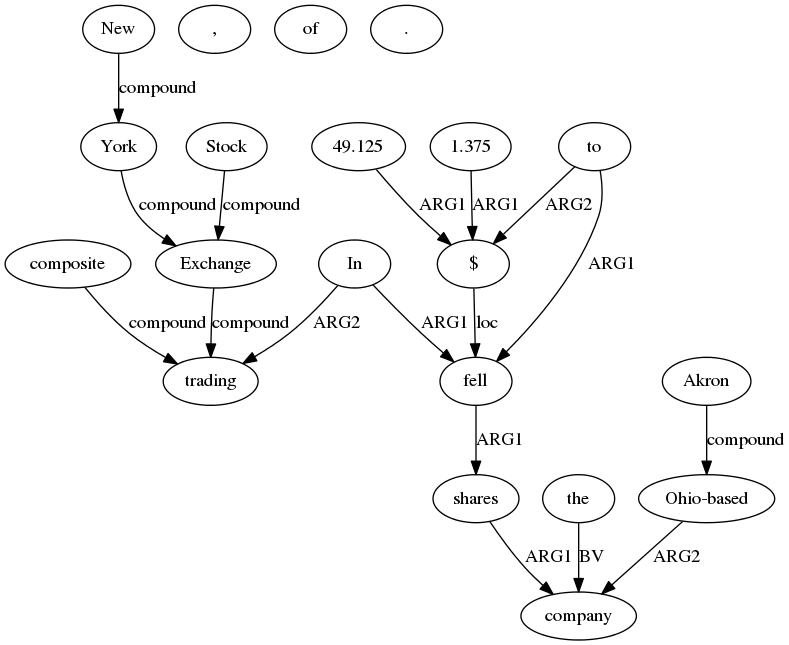 New , of .
compound
York Stock 49.125 1.375 to
compound compound ARG1 ARG1 ARG2
composite Exchange In $ ARG1
compound compound ARG2 ARG1 loc
trading fell Akron
ARG1 compound
shares the Ohio-based
ARG1 BV ARG2
company